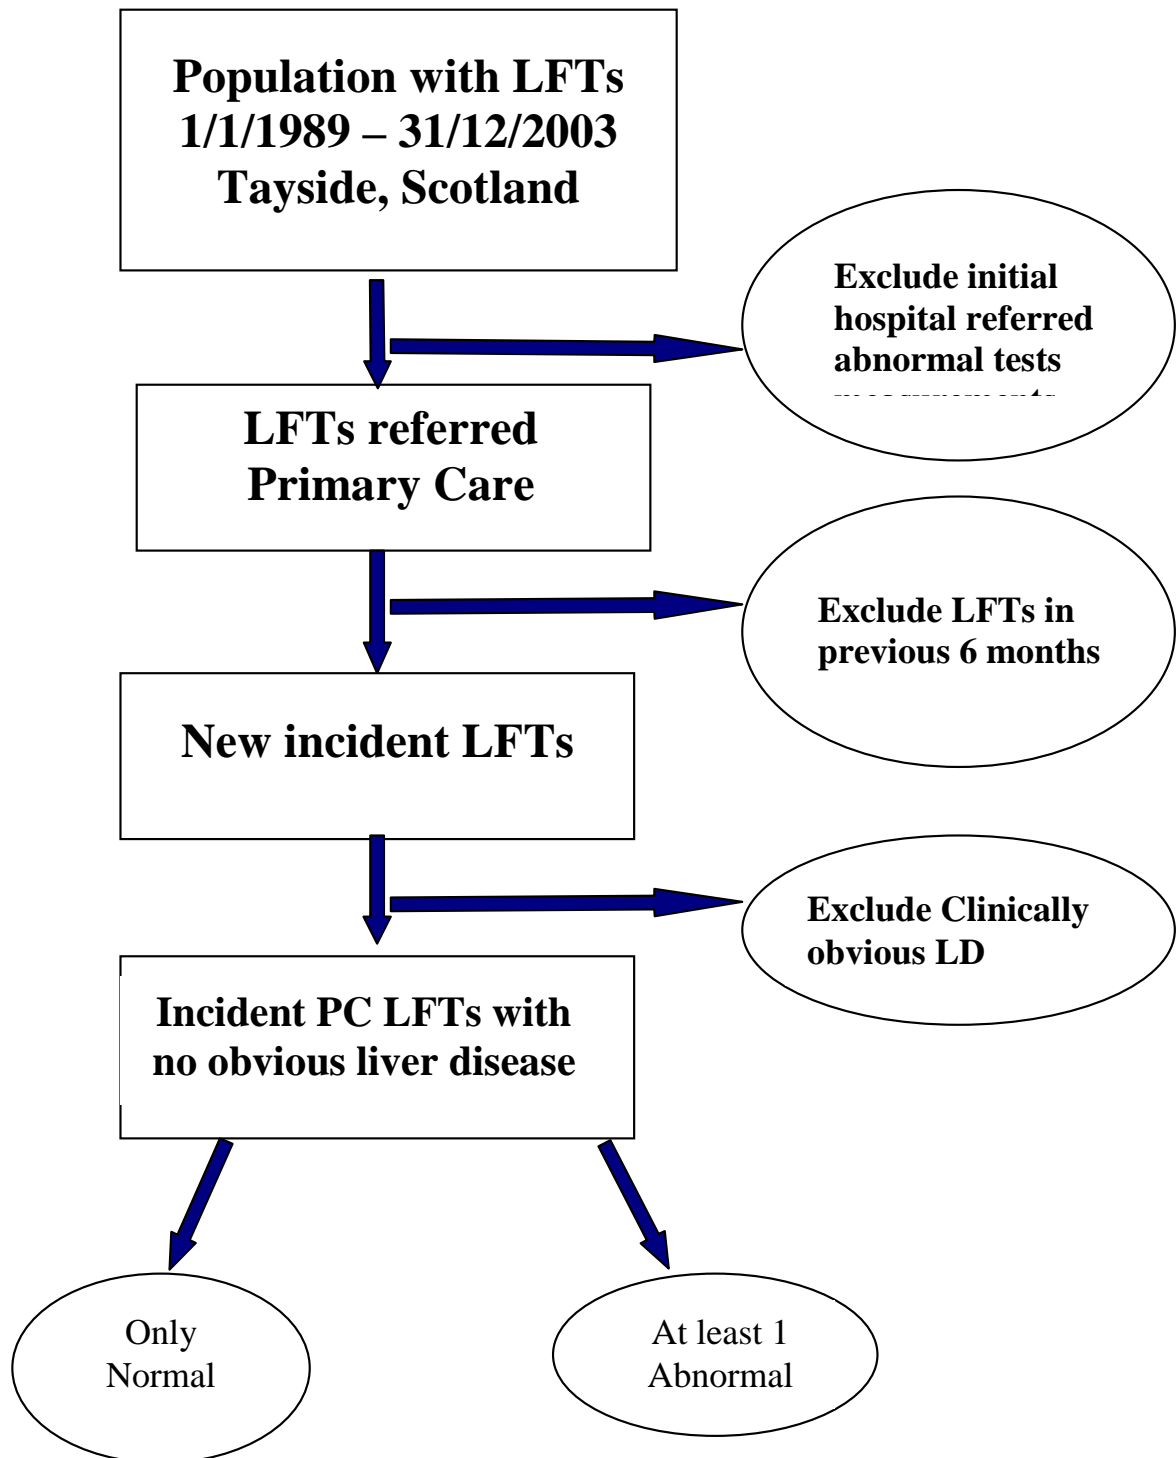 Population with LFTs
1/1/1989 – 31/12/2003
Tayside, Scotland
Exclude initial
hospital referred
abnormal tests
LFTs referred
Primary Care
Exclude LFTs in
previous 6 months
New incident LFTs
Exclude Clinically
obvious LD
Incident PC LFTs with
no obvious liver disease
Only
Normal
At least 1
Abnormal